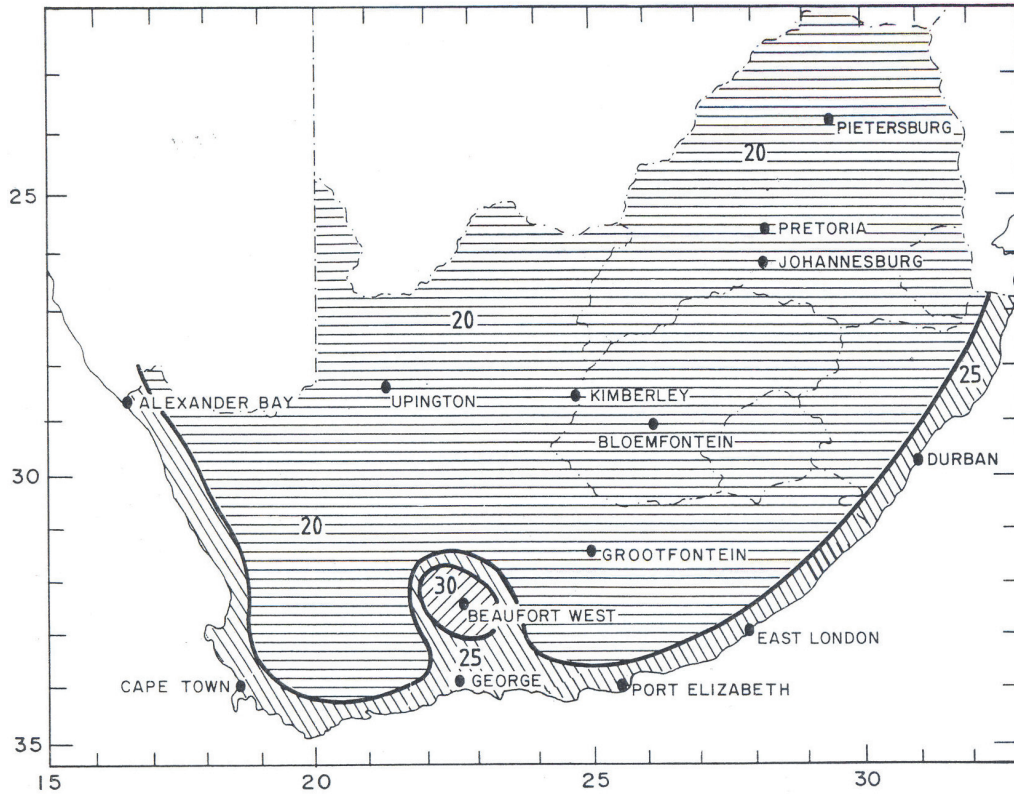 PIETERSBURG
20
25
PRETORIA
JOHANNESBURG
20
25
ALEXANDER BAY
UPINGTON
KIMBERLEY
BLOEMFONTEIN
DURBAN
30
20
GROOTFONTEIN
30
BEAUFORT WEST
EAST LONDON
25
CAPE TOWN
GEORGE
PORT ELIZABETH
35
15
20
25
30